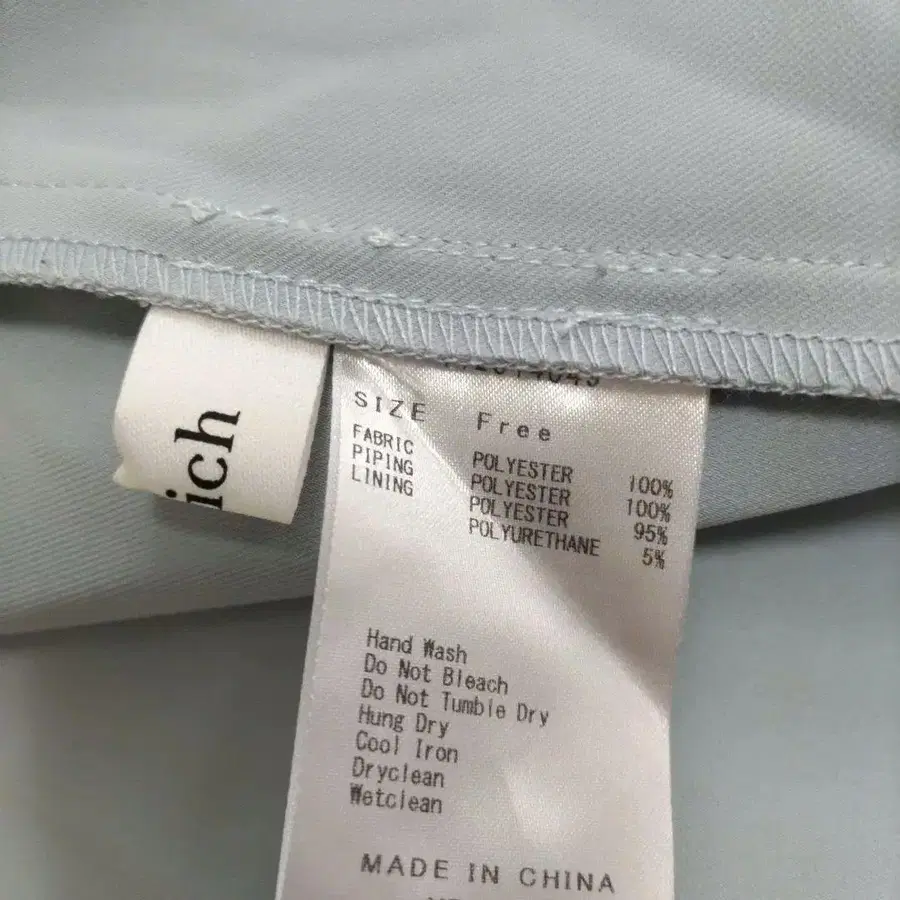 ich
SIZE Free
FABRIC POLYESTER 100%
PIPING POLYESTER 100%
LINING POLYESTER 95%
POLYURETHANE 5%
Hand Wash
Do Not Bleach
Do Not Tumble Dry
Hung Dry
Cool Iron
Dryclean
Wetclean
MADE IN CHINA